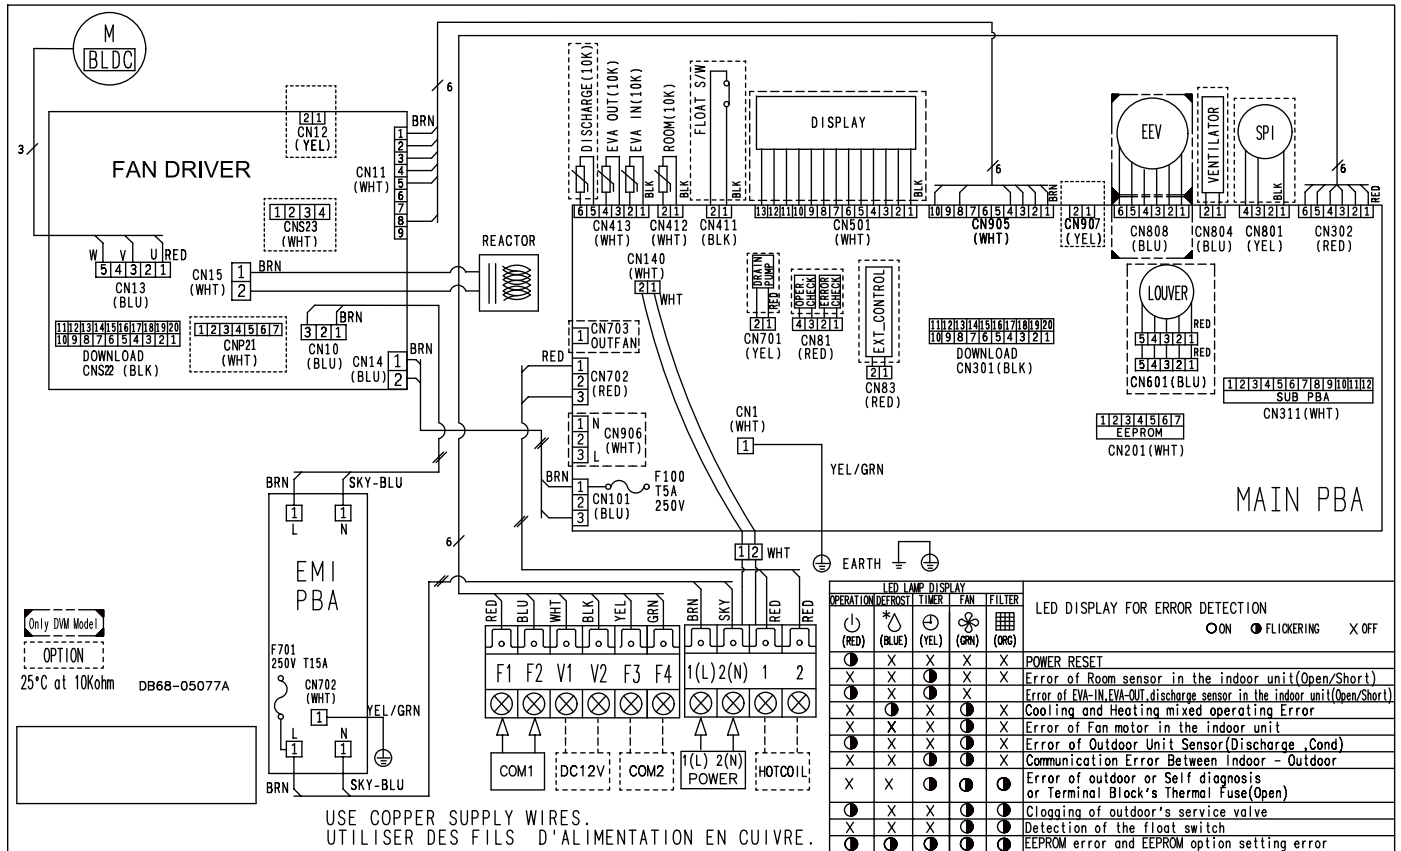 M
BLDC
3
FAN DRIVER
2 1
CN12
(YEL)
BRN
1
2
3
4
5
6
7
8
9
CN11
(WHT)
6
1 2 3 4
CNS23
(WHT)
W V U RED
5 4 3 2 1
CN13
(BLU)
CN15
(WHT)
1
2
BRN
REACTOR
11 12 13 14 15 16 17 18 19 20
10 9 8 7 6 5 4 3 2 1
DOWNLOAD
CNS22 (BLK)
1 2 3 4 5 6 7
CNP21
(WHT)
BRN
3 2 1
CN10
(BLU)
CN14
(BLU)
1
2
BRN
DISCHARGE(10K)
EVA OUT(10K)
EVA IN(10K)
BLK
6 5 4 3 2 1
CN413
(WHT)
ROOM(10K)
BLK
2 1
CN412
(WHT)
FLOAT S/W
BLK
2 1
CN411
(BLK)
DISPLAY
BLK
13 12 11 10 9 8 7 6 5 4 3 2 1
CN501
(WHT)
6
BRN
10 9 8 7 6 5 4 3 2 1
CN905
(WHT)
2 1
CN907
(YEL)
EEV
6 5 4 3 2 1
CN808
(BLU)
VENTILATOR
2 1
CN804
(BLU)
SPI
BLK
4 3 2 1
CN801
(YEL)
6
RED
6 5 4 3 2 1
CN302
(RED)
CN140
(WHT)
2 1
WHT
DRAIN
PUMP
RED
2 1
CN701
(YEL)
OPER.
CHECK
ERROR
CHECK
4 3 2 1
CN81
(RED)
EXT_CONTROL
2 1
CN83
(RED)
11 12 13 14 15 16 17 18 19 20
10 9 8 7 6 5 4 3 2 1
DOWNLOAD
CN301(BLK)
LOUVER
RED
5 4 3 2 1
RED
5 4 3 2 1
CN601(BLU)
1 2 3 4 5 6 7 8 9 10 11 12
SUB PBA
CN311(WHT)
1 2 3 4 5 6 7
EEPROM
CN201(WHT)
MAIN PBA
1
CN703
OUTFAN
RED
1
2
3
CN702
(RED)
1 N
2
3 L
CN906
(WHT)
BRN
1
2
3
CN101
(BLU)
F100
T5A
250V
CN1
(WHT)
1
YEL/GRN
1 2 WHT
EARTH
BRN
SKY-BLU
1
L
1
N
EMI
PBA
F701
250V T15A
CN702
(WHT)
1
YEL/GRN
L
1
N
1
BRN
SKY-BLU
Only DVM Model
OPTION
25°C at 10Kohm
DB68-05077A
6
RED
BLU
WHT
BLK
YEL
GRN
BRN
SKY
RED
RED
F1 F2 V1 V2 F3 F4
1(L) 2(N) 1 2
COM1
DC12V
COM2
1(L) 2(N)
POWER
HOTCOIL
USE COPPER SUPPLY WIRES.
UTILISER DES FILS D'ALIMENTATION EN CUIVRE.
LED LAMP DISPLAY
OPERATION DEFROST TIMER FAN FILTER
(RED) (BLUE) (YEL) (GRN) (ORG)
LED DISPLAY FOR ERROR DETECTION
ON FLICKERING X OFF
X X X X POWER RESET
X X X X Error of Room sensor in the indoor unit(Open/Short)
X X Error of EVA-IN,EVA-OUT,discharge sensor in the indoor unit(Open/Short)
X X X Cooling and Heating mixed operating Error
X X X X Error of Fan motor in the indoor unit
X X X Error of Outdoor Unit Sensor(Discharge ,Cond)
X X X Communication Error Between Indoor - Outdoor
X X Error of outdoor or Self diagnosis
or Terminal Block's Thermal Fuse(Open)
X X Clogging of outdoor's service valve
X X X Detection of the float switch
EEPROM error and EEPROM option setting error